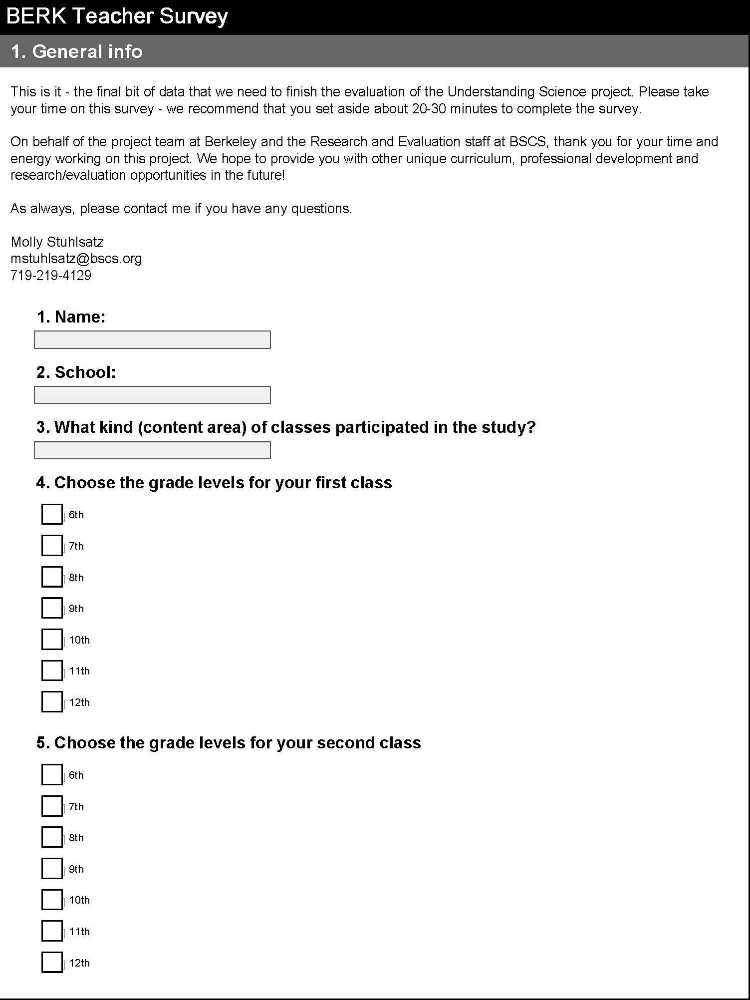 BERK Teacher Survey
1. General info
This is it - the final bit of data that we need to finish the evaluation of the Understanding Science project. Please take
your time on this survey - we recommend that you set aside about 20-30 minutes to complete the survey.
On behalf of the project team at Berkeley and the Research and Evaluation staff at BSCS, thank you for your time and
energy working on this project. We hope to provide you with other unique curriculum, professional development and
research/evaluation opportunities in the future!
As always, please contact me if you have any questions.
Molly Stuhlsatz
mstuhlsatz@bscs.org
719-219-4129
1. Name:
2. School:
3. What kind (content area) of classes participated in the study?
4. Choose the grade levels for your first class
6th
7th
8th
9th
10th
11th
12th
5. Choose the grade levels for your second class
6th
7th
8th
9th
10th
11th
12th